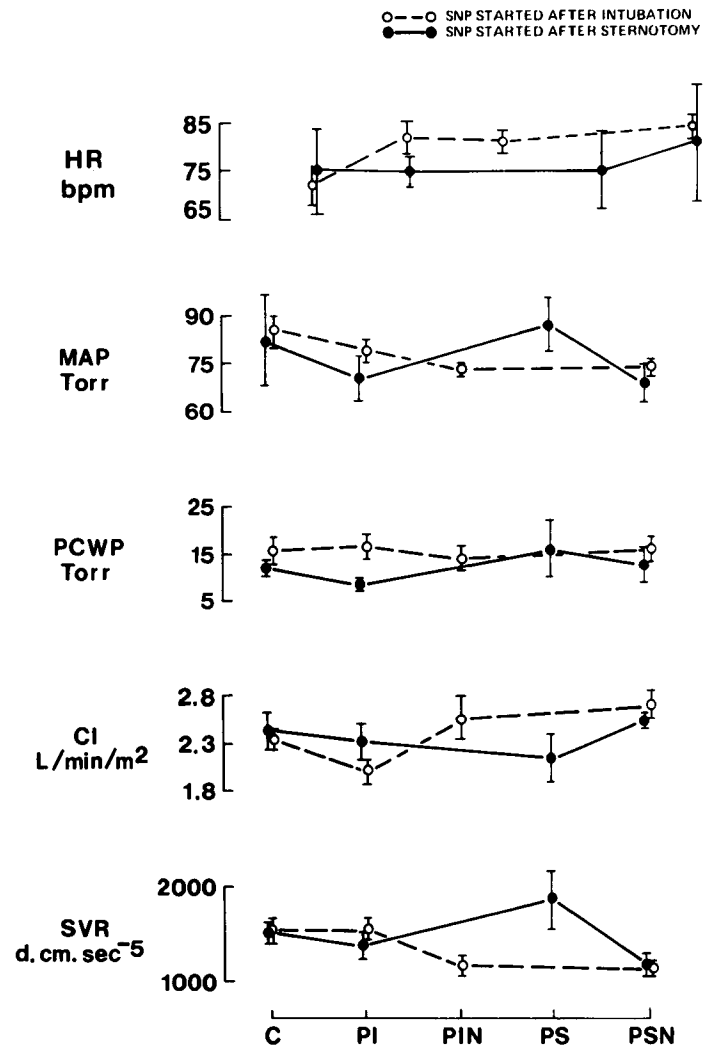 SNP STARTED AFTER INTUBATION
SNP STARTED AFTER STERNOTOMY
HR
bpm
85
75
65
MAP
Torr
90
75
60
PCWP
Torr
25
15
5
CI
L/min/m2
2.8
2.3
1.8
SVR
d.cm.sec⁻⁵
2000
1000
C PI PIN PS PSN